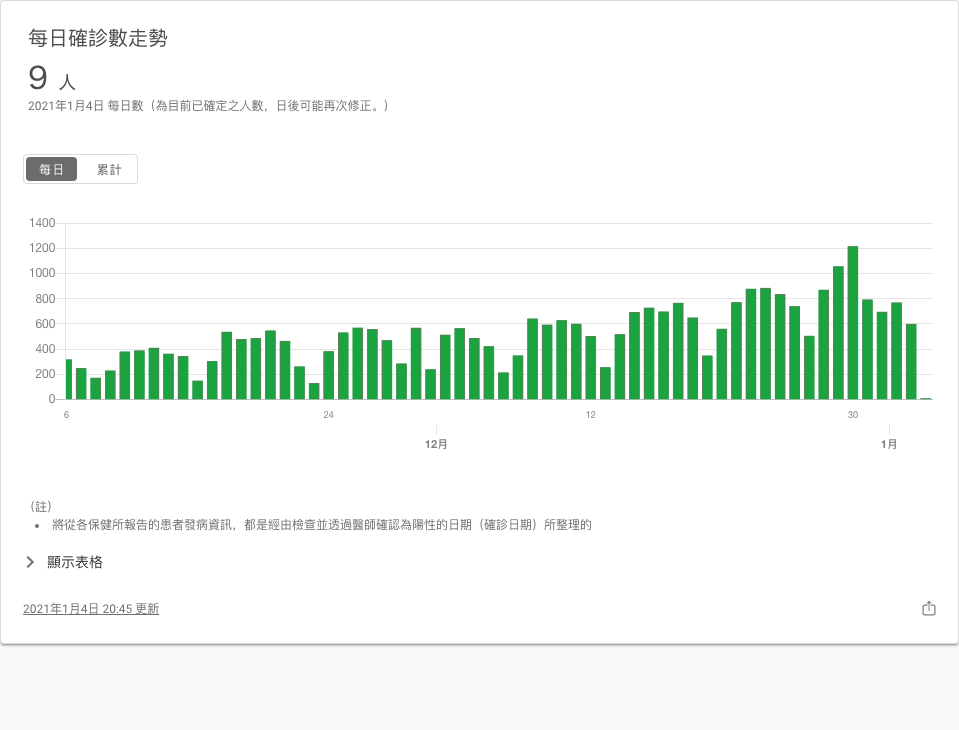 每日確診數走勢
9 人
2021年1月4日 每日數（為目前已確定之人數，日後可能再次修正。）
每日 累計
1400
1200
1000
800
600
400
200
0
6 24 12 30
12月 1月
（註）
• 將從各保健所報告的患者發病資訊，都是經由檢查並透過醫師確認為陽性的日期（確診日期）所整理的
顯示表格
2021年1月4日 20:45 更新